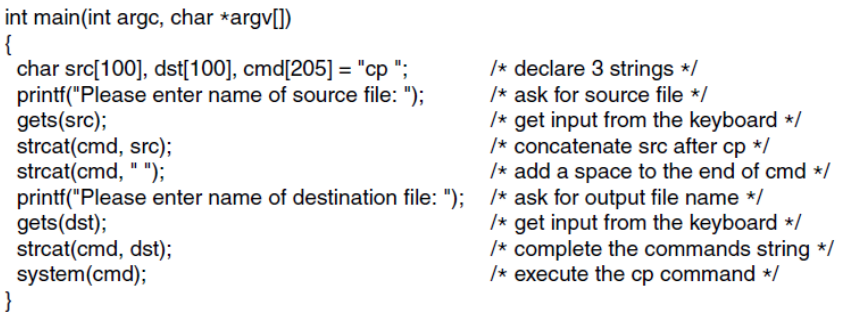 int main(int argc, char *argv[])
{
char src[100], dst[100], cmd[205] = "cp "; /* declare 3 strings */
printf("Please enter name of source file: "); /* ask for source file */
gets(src); /* get input from the keyboard */
strcat(cmd, src); /* concatenate src after cp */
strcat(cmd, " "); /* add a space to the end of cmd */
printf("Please enter name of destination file: "); /* ask for output file name */
gets(dst); /* get input from the keyboard */
strcat(cmd, dst); /* complete the commands string */
system(cmd); /* execute the cp command */
}